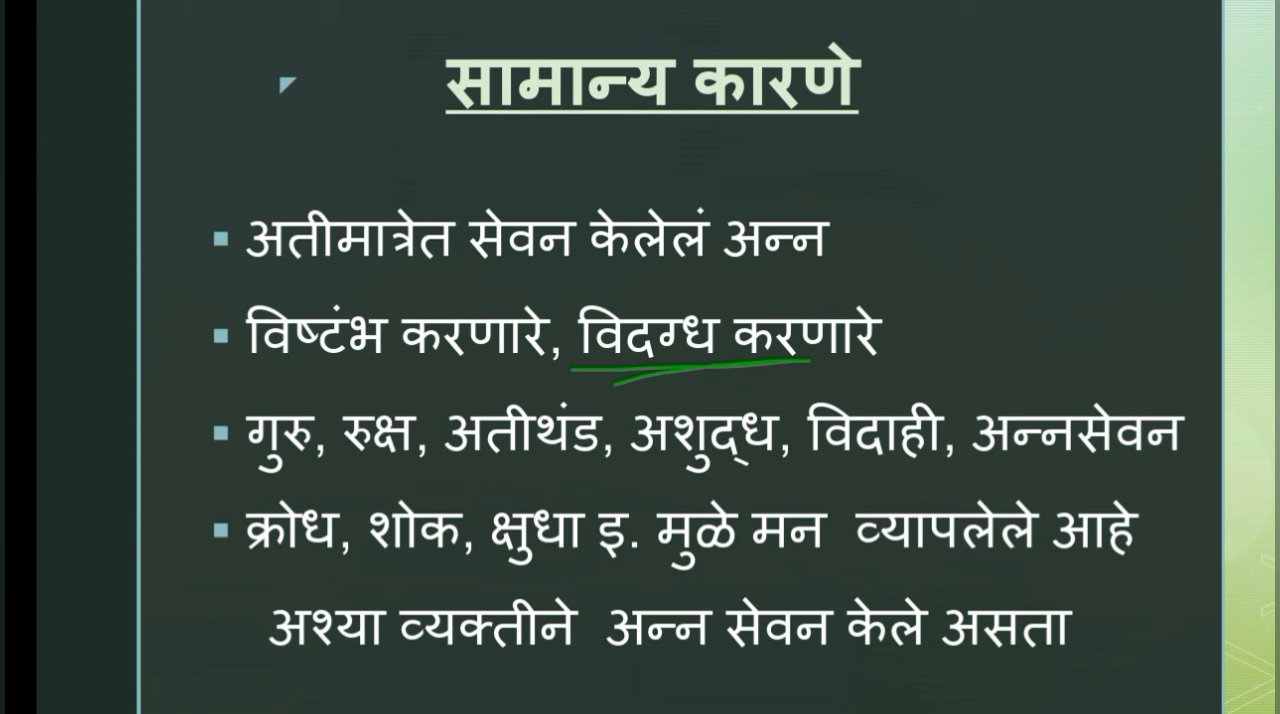 सामान्य कारणे
अतीमात्रेत सेवन केलेलं अन्न
विष्टंभ करणारे, विदग्ध करणारे
गुरु, रुक्ष, अतीथंड, अशुद्ध, विदाही, अन्नसेवन
क्रोध, शोक, क्षुधा इ. मुळे मन व्यापलेले आहे
अश्या व्यक्तीने अन्न सेवन केले असता